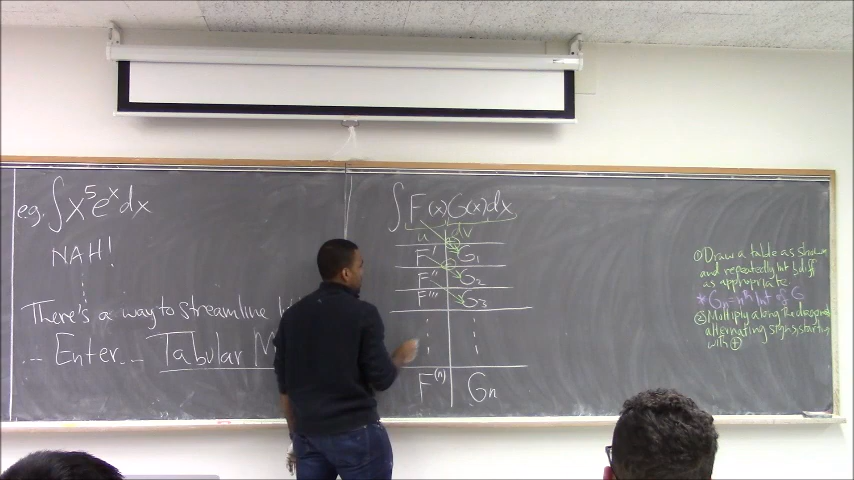 e.g. ∫x⁵eˣdx
NAH!
There's a way to streamline
... Enter... Tabular M
∫F(x)G(x)dx
u dv
+
F' G₁
-
F'' G₂
F''' G₃
F⁽ⁿ⁾ Gₙ
① Draw a table as shown
and repeatedly int & diff
as appropriate
* Gₙ = nᵗʰ int of G
② Multiply along the diagonals
alternating signs, starting
with ⊕